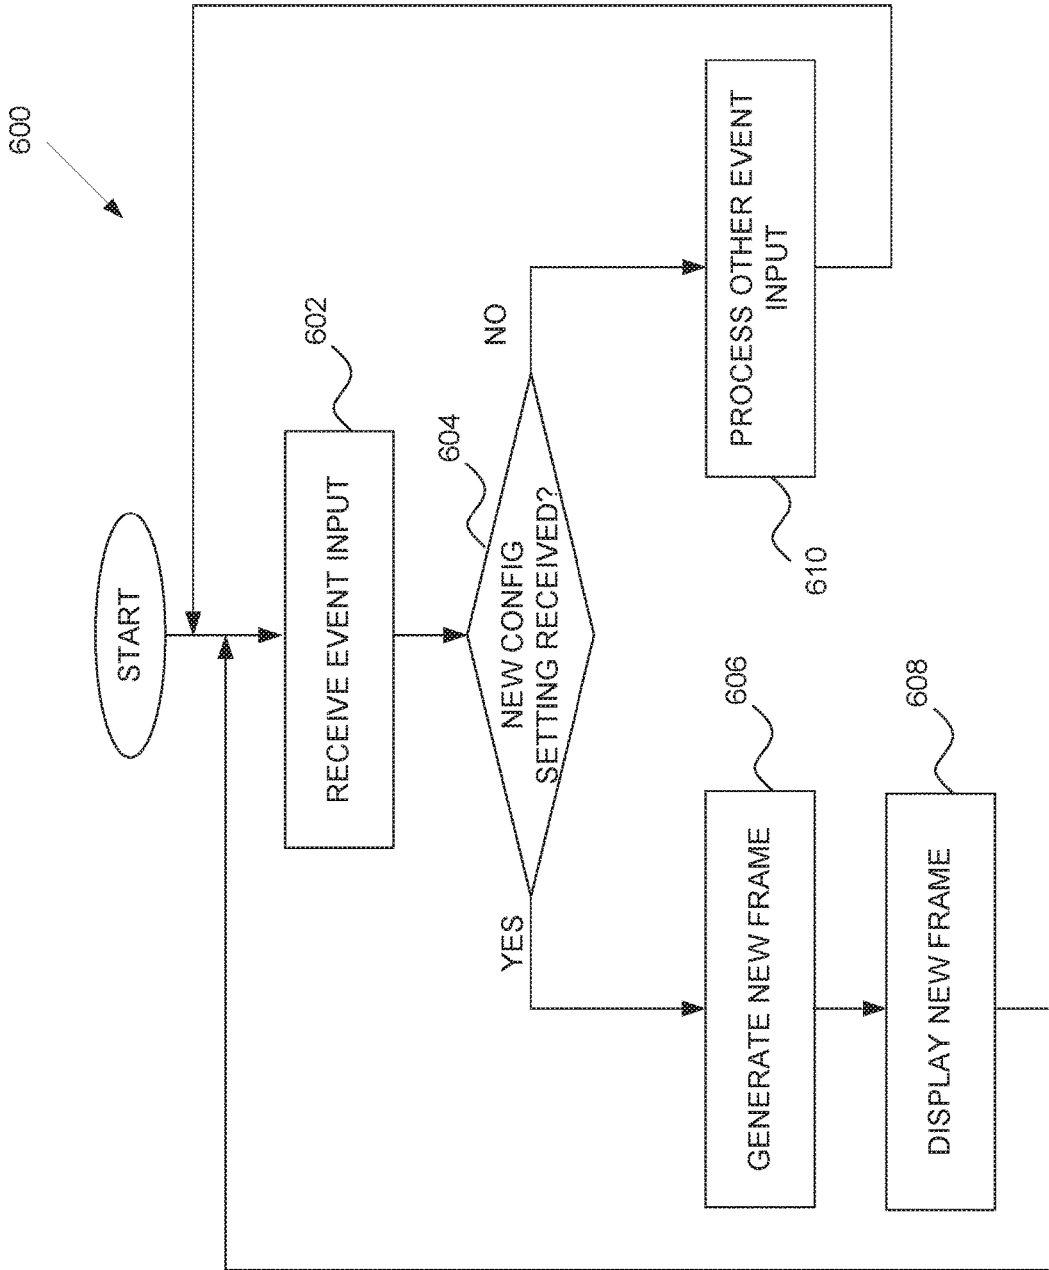 600
START
RECEIVE EVENT INPUT
602
604
NEW CONFIG
SETTING RECEIVED?
YES
NO
GENERATE NEW FRAME
606
PROCESS OTHER EVENT
INPUT
610
DISPLAY NEW FRAME
608